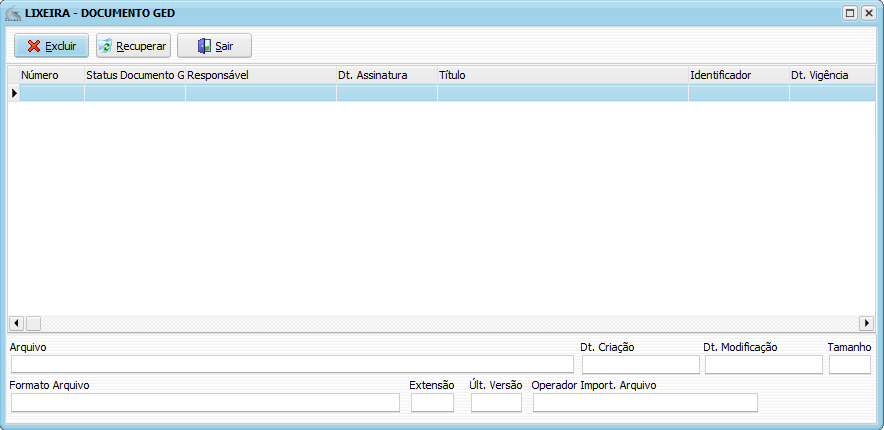 LIXEIRA - DOCUMENTO GED
Excluir Recuperar Sair
Número Status Documento G Responsável Dt. Assinatura Título Identificador Dt. Vigência
Arquivo Dt. Criação Dt. Modificação Tamanho
Formato Arquivo Extensão Últ. Versão Operador Import. Arquivo